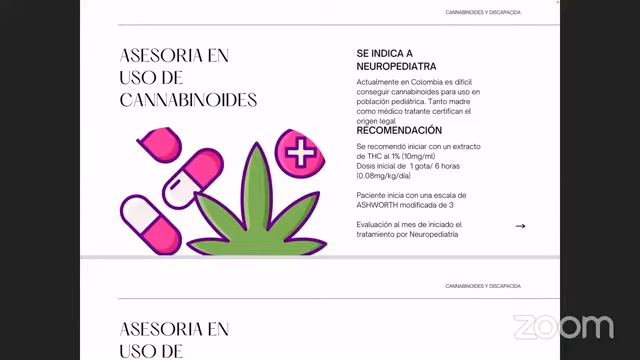 CANNABINOIDES Y DISCAPACIDA
ASESORIA EN
USO DE
CANNABINOIDES
SE INDICA A
NEUROPEDIATRA
Actualmente en Colombia es difícil
conseguir cannabinoides para uso en
población pediátrica. Tanto madre
como médico tratante certifican el
origen legal
RECOMENDACIÓN
Se recomendó iniciar con un extracto
de THC al 1% (10mg/ml)
Dosis inicial de 1 gota/ 6 horas
(0.08mg/kg/día)
Paciente inicia con una escala de
ASHWORTH modificada de 3
Evaluación al mes de iniciado el
tratamiento por Neuropediatría
CANNABINOIDES Y DISCAPACIDA
ASESORIA EN
USO DE
zoom